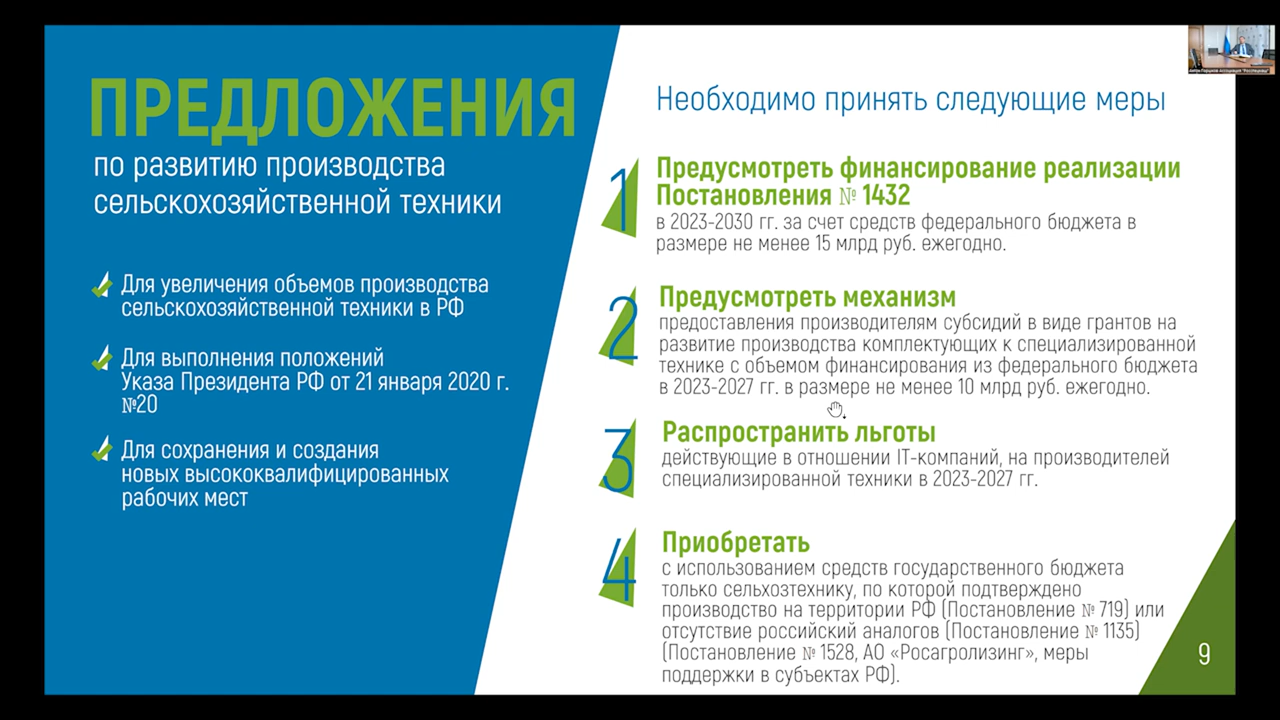 ПРЕДЛОЖЕНИЯ
по развитию производства
сельскохозяйственной техники
Для увеличения объемов производства
сельскохозяйственной техники в РФ
Для выполнения положений
Указа Президента РФ от 21 января 2020 г.
№20
Для сохранения и создания
новых высококвалифицированных
рабочих мест
Необходимо принять следующие меры
1
Предусмотреть финансирование реализации
Постановления № 1432
в 2023-2030 гг. за счет средств федерального бюджета в
размере не менее 15 млрд руб. ежегодно.
2
Предусмотреть механизм
предоставления производителям субсидий в виде грантов на
развитие производства комплектующих к специализированной
технике с объемом финансирования из федерального бюджета
в 2023-2027 гг. в размере не менее 10 млрд руб. ежегодно.
3
Распространить льготы
действующие в отношении IT-компаний, на производителей
специализированной техники в 2023-2027 гг.
4
Приобретать
с использованием средств государственного бюджета
только сельхозтехнику, по которой подтверждено
производство на территории РФ (Постановление № 719) или
отсутствие российский аналогов (Постановление № 1135)
(Постановление № 1528, АО «Росагролизинг», меры
поддержки в субъектах РФ).
9